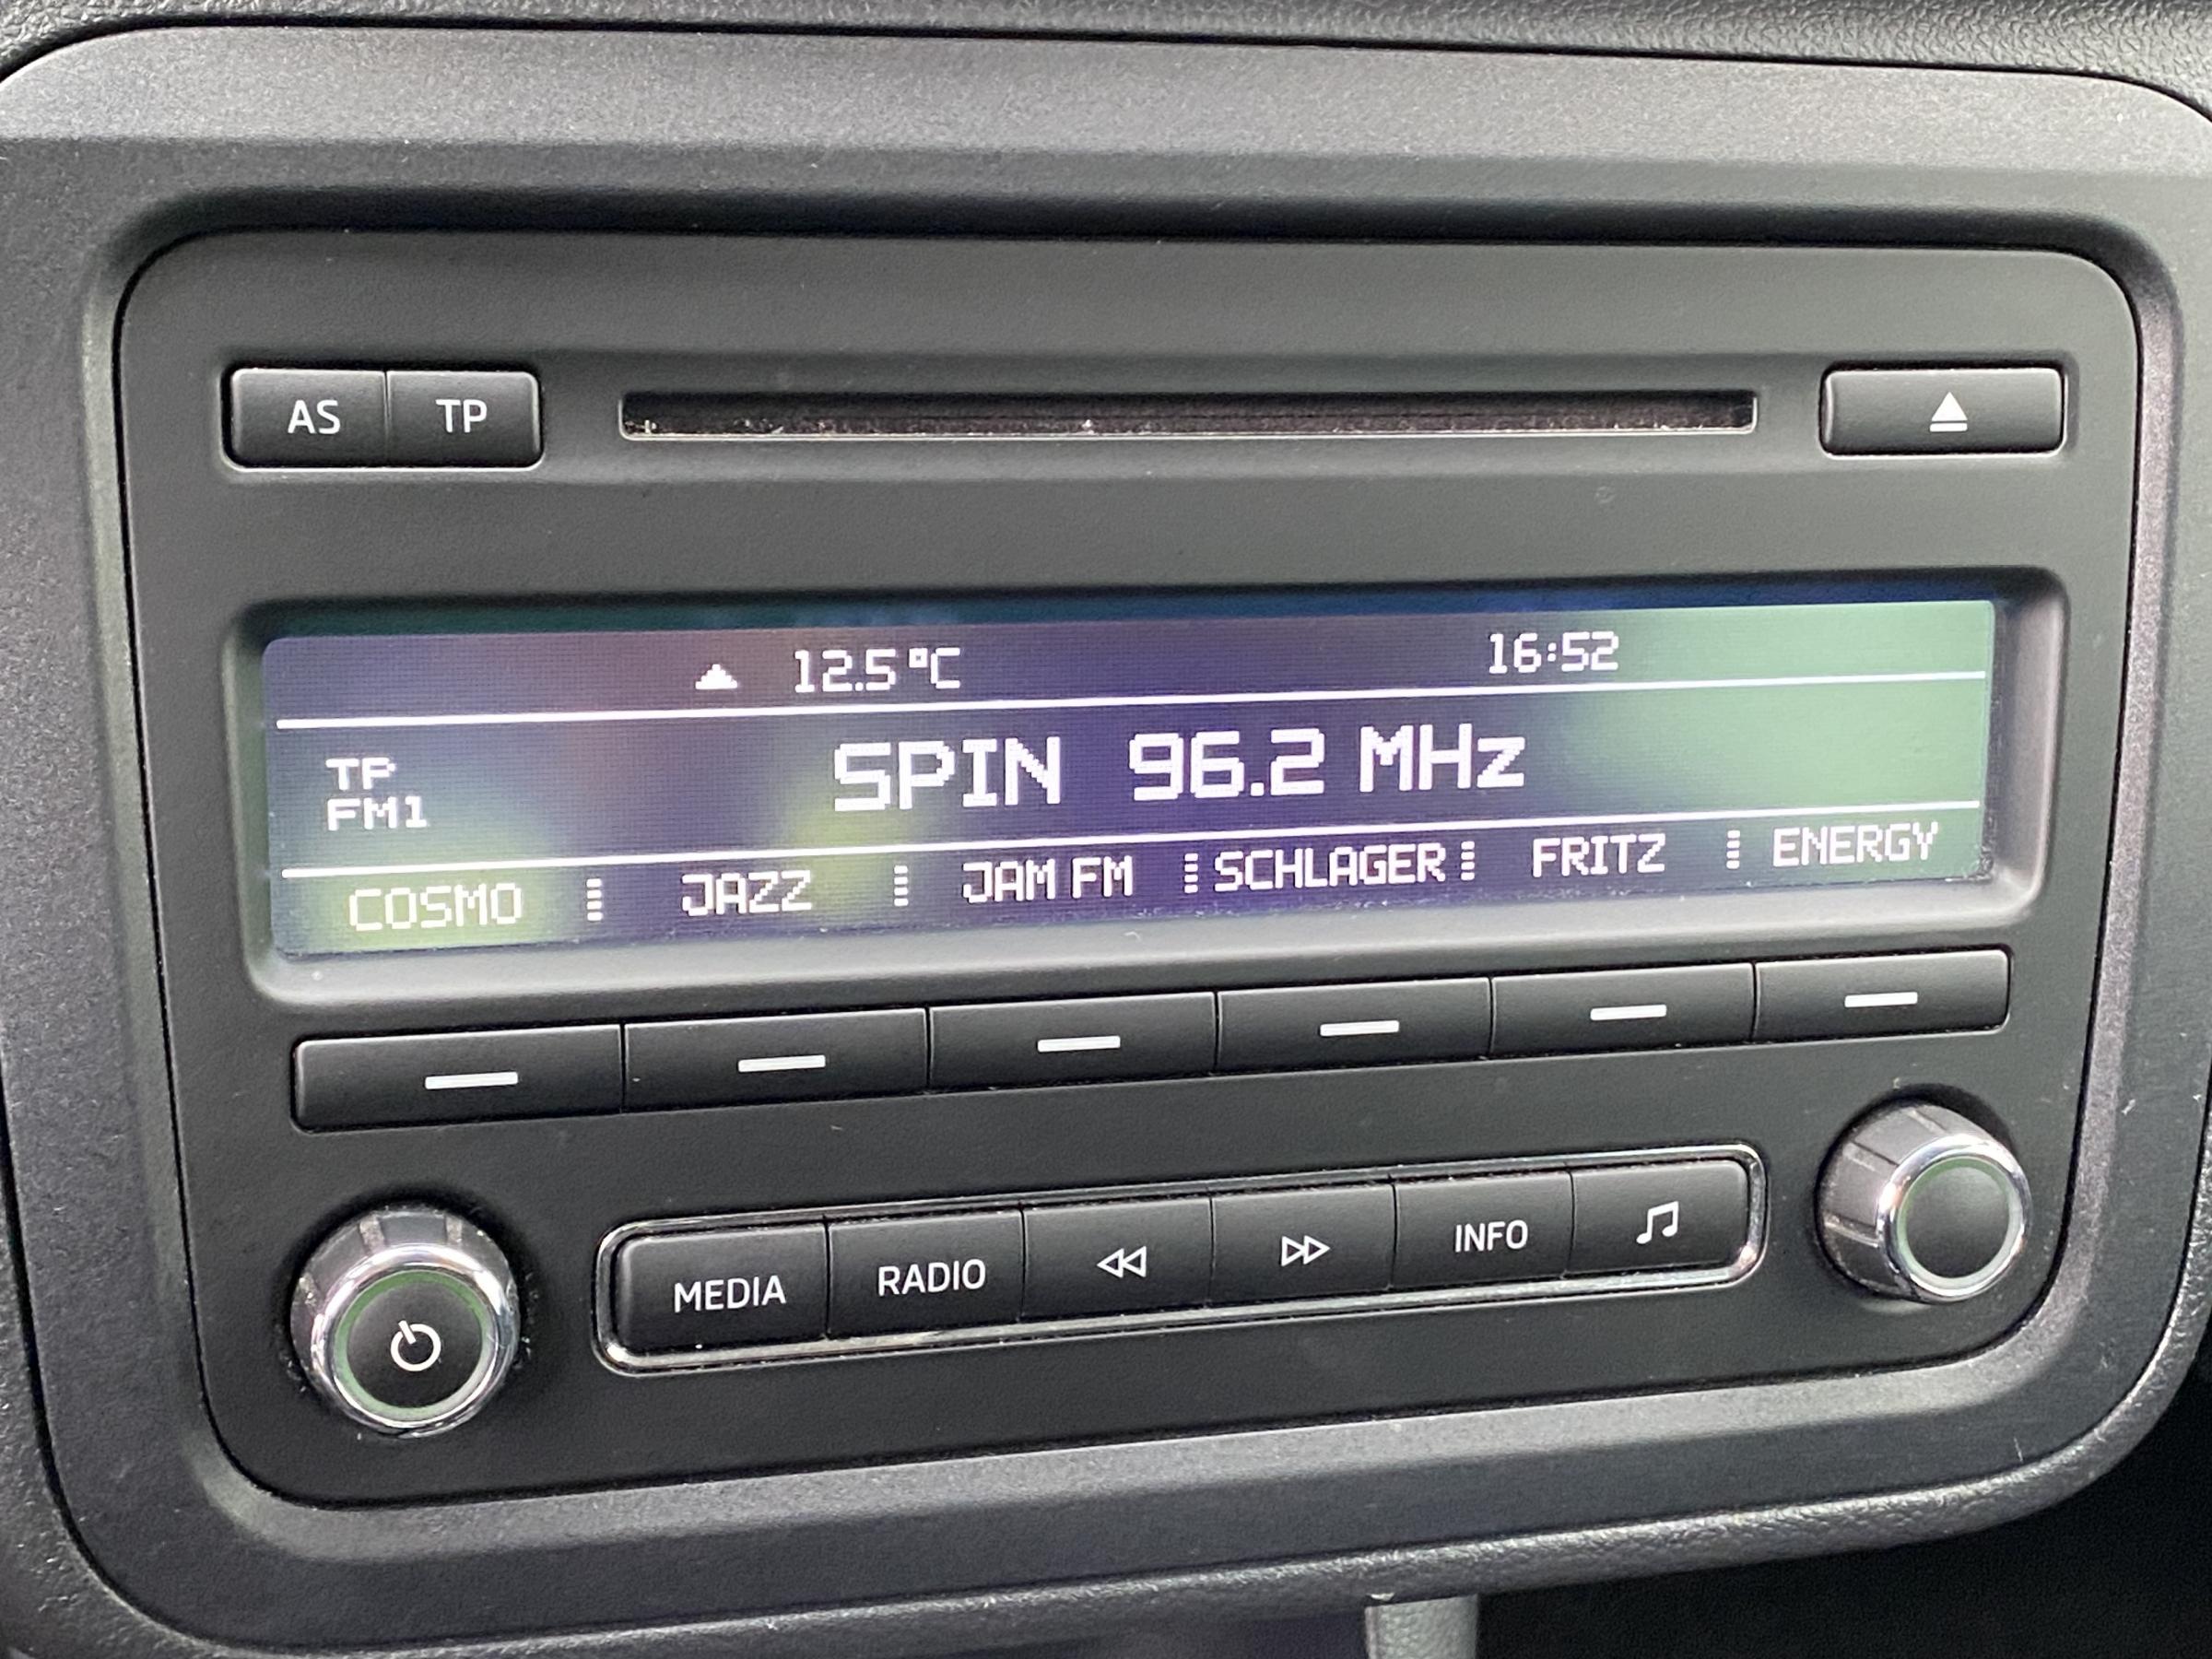 AS TP
12.5°C 16:52
TP
FM1
SPIN 96.2 MHz
COSMO JAZZ JAM FM SCHLAGER FRITZ ENERGY
MEDIA RADIO INFO